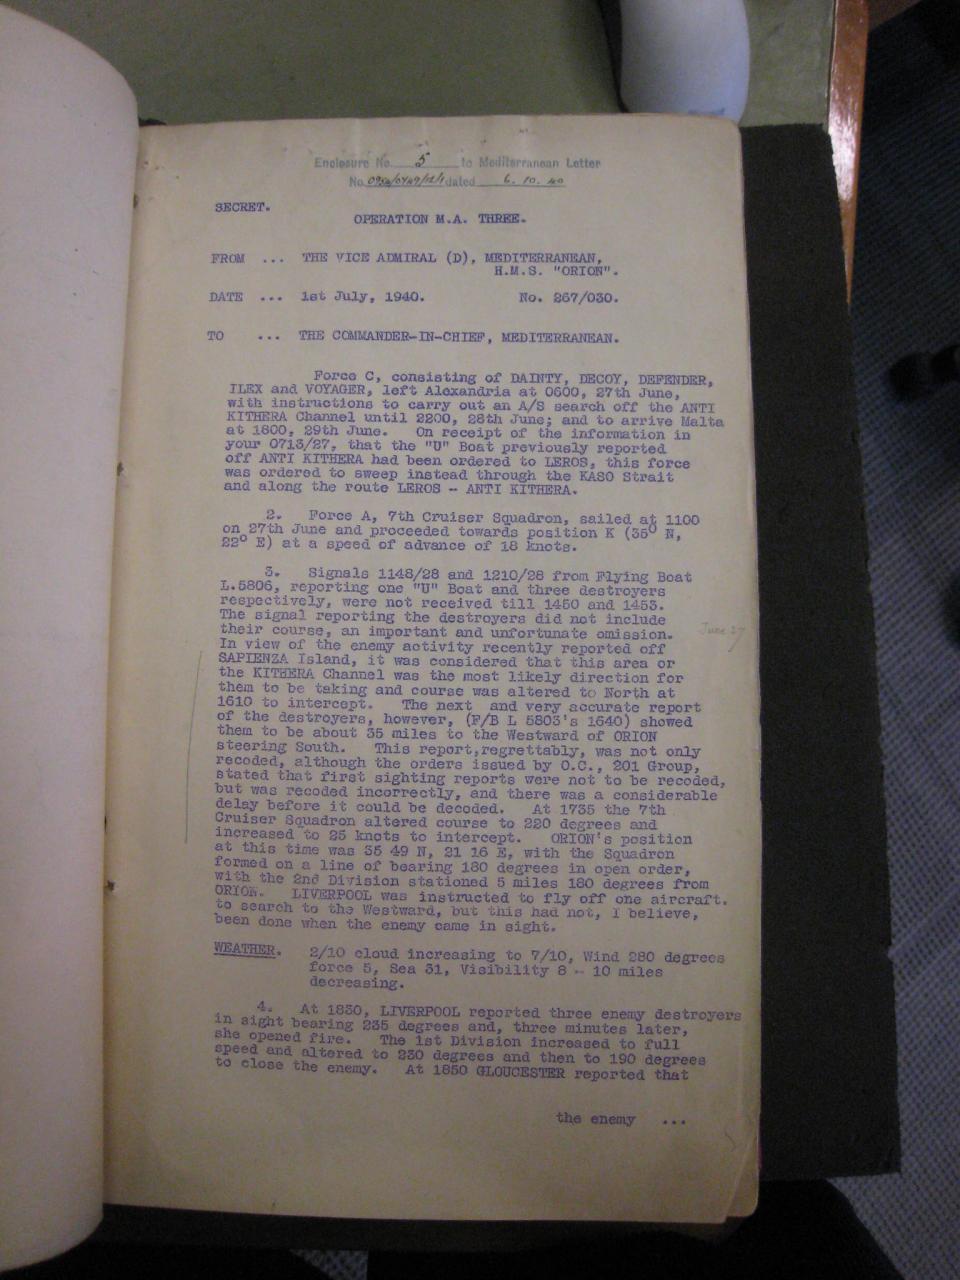 Enclosure No. 5 to Mediterranean Letter
No. dated 6. 10. 40
SECRET.
OPERATION M.A. THREE.
FROM ... THE VICE ADMIRAL (D), MEDITERRANEAN,
H.M.S. "ORION".
DATE ... 1st July, 1940. No. 267/030.
TO ... THE COMMANDER-IN-CHIEF, MEDITERRANEAN.
Force C, consisting of DAINTY, DECOY, DEFENDER,
ILEX and VOYAGER, left Alexandria at 0600, 27th June,
with instructions to carry out an A/S search off the ANTI
KITHERA Channel until 2200, 28th June; and to arrive Malta
at 1800, 29th June. On receipt of the information in
your 0713/27, that the "U" Boat previously reported
off ANTI KITHERA had been ordered to LEROS, this force
was ordered to sweep instead through the KASO Strait
and along the route LEROS - ANTI KITHERA.
2. Force A, 7th Cruiser Squadron, sailed at 1100
on 27th June and proceeded towards position K (35° N,
22° E) at a speed of advance of 18 knots.
3. Signals 1148/28 and 1210/28 from Flying Boat
L.5806, reporting one "U" Boat and three destroyers
respectively, were not received till 1450 and 1453.
The signal reporting the destroyers did not include
their course, an important and unfortunate omission.
June 27
In view of the enemy activity recently reported off
SAPIENZA Island, it was considered that this area or
the KITHERA Channel was the most likely direction for
them to be taking and course was altered to North at
1610 to intercept. The next and very accurate report
of the destroyers, however, (F/B L 5803's 1640) showed
them to be about 35 miles to the Westward of ORION
steering South. This report,regrettably, was not only
recoded, although the orders issued by O.C., 201 Group,
stated that first sighting reports were not to be recoded,
but was recoded incorrectly, and there was a considerable
delay before it could be decoded. At 1735 the 7th
Cruiser Squadron altered course to 220 degrees and
increased to 25 knots to intercept. ORION's position
at this time was 35 49 N, 21 16 E, with the Squadron
formed on a line of bearing 180 degrees in open order,
with the 2nd Division stationed 5 miles 180 degrees from
ORION. LIVERPOOL was instructed to fly off one aircraft.
to search to the Westward, but this had not, I believe,
been done when the enemy came in sight.
WEATHER. 2/10 cloud increasing to 7/10, Wind 280 degrees
force 5, Sea 31, Visibility 8 - 10 miles
decreasing.
4. At 1830, LIVERPOOL reported three enemy destroyers
in sight bearing 235 degrees and, three minutes later,
she opened fire. The 1st Division increased to full
speed and altered to 230 degrees and then to 190 degrees
to close the enemy. At 1850 GLOUCESTER reported that
the enemy ...